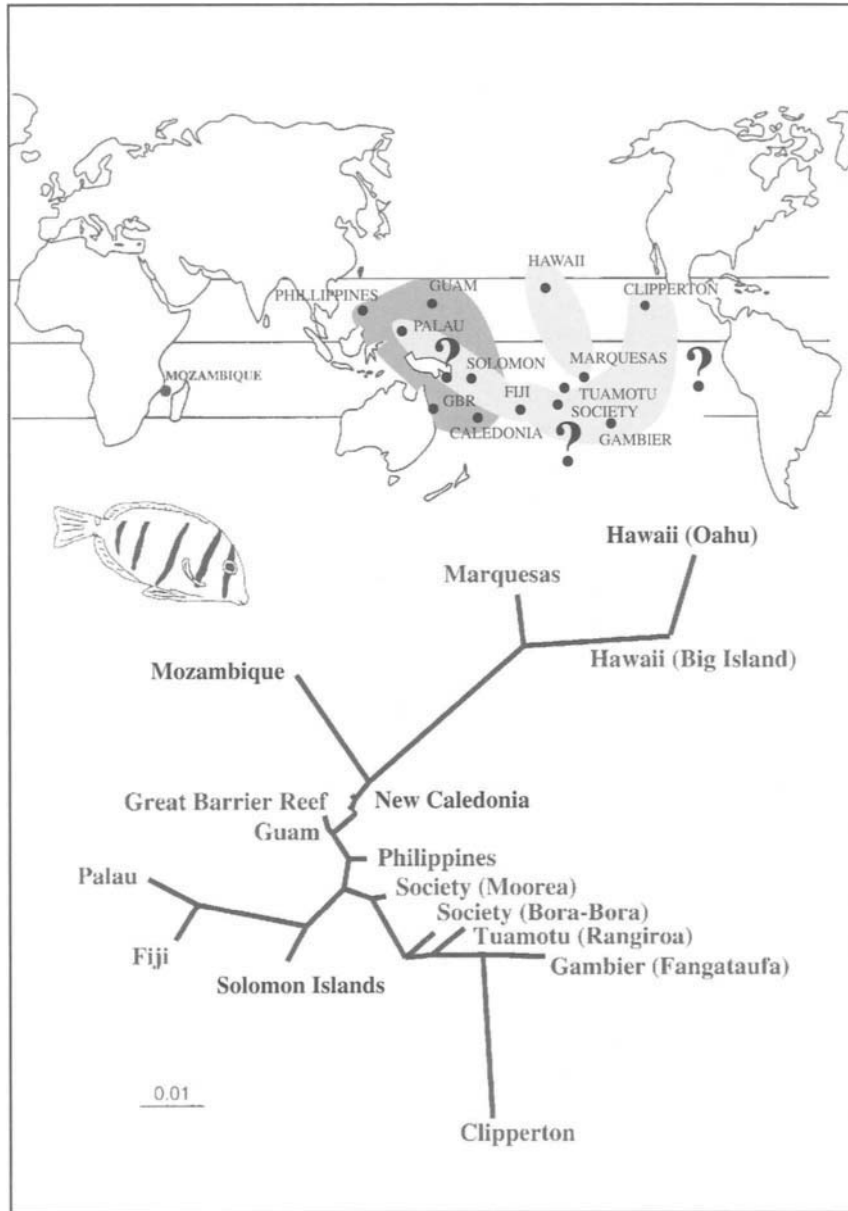 HAWAII
PHILLIPPINES
GUAM
CLIPPERTON
PALAU
?
MOZAMBIQUE
SOLOMON
MARQUESAS
?
FIJI
TUAMOTU
GBR
SOCIETY
CALEDONIA
?
GAMBIER
Hawaii (Oahu)
Marquesas
Hawaii (Big Island)
Mozambique
Great Barrier Reef
New Caledonia
Guam
Philippines
Palau
Society (Moorea)
Society (Bora-Bora)
Tuamotu (Rangiroa)
Fiji
Gambier (Fangataufa)
Solomon Islands
0.01
Clipperton